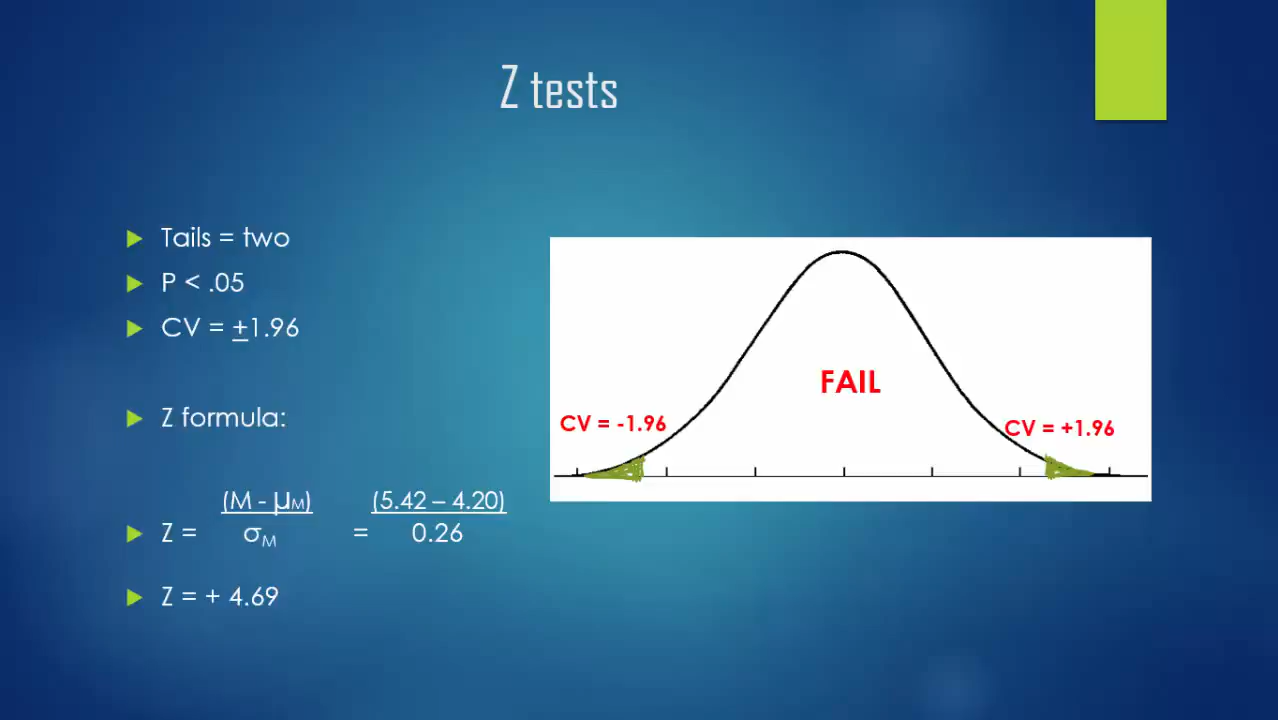 Z tests
Tails = two
P < .05
CV = ±1.96
Z formula:
(M - µM) (5.42 – 4.20)
Z = σM = 0.26
Z = + 4.69
FAIL
CV = -1.96
CV = +1.96